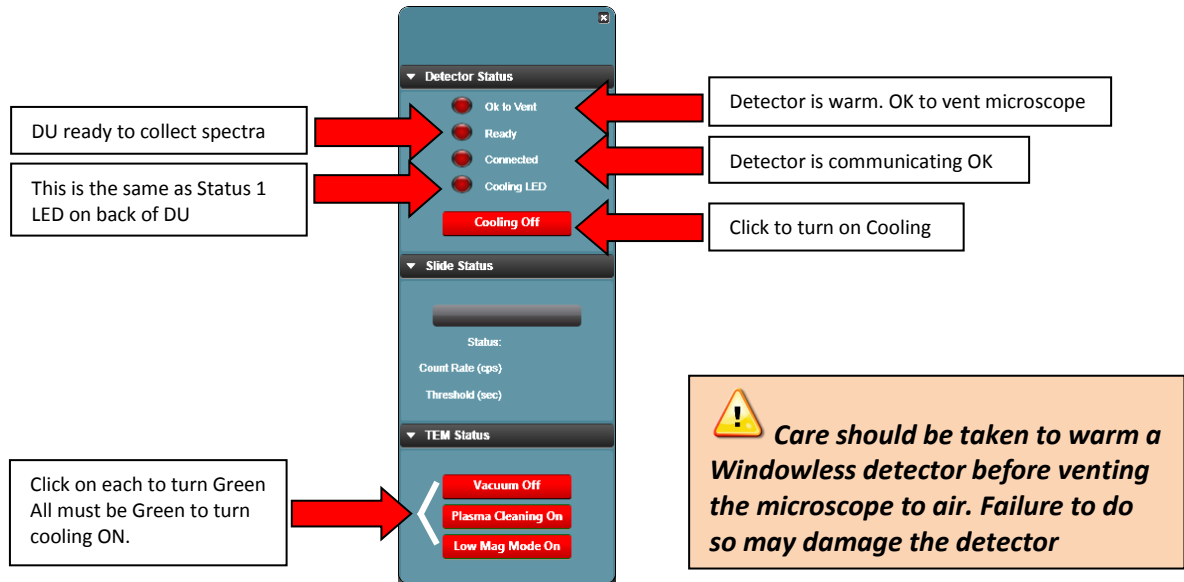 Detector Status
Ok to Vent
Ready
Connected
Cooling LED
Cooling Off
Slide Status
Status:
Count Rate (cps)
Threshold (sec)
TEM Status
Vacuum Off
Plasma Cleaning On
Low Mag Mode On
DU ready to collect spectra
This is the same as Status 1
LED on back of DU
Click on each to turn Green
All must be Green to turn
cooling ON.
Detector is warm. OK to vent microscope
Detector is communicating OK
Click to turn on Cooling
Care should be taken to warm a
Windowless detector before venting
the microscope to air. Failure to do
so may damage the detector